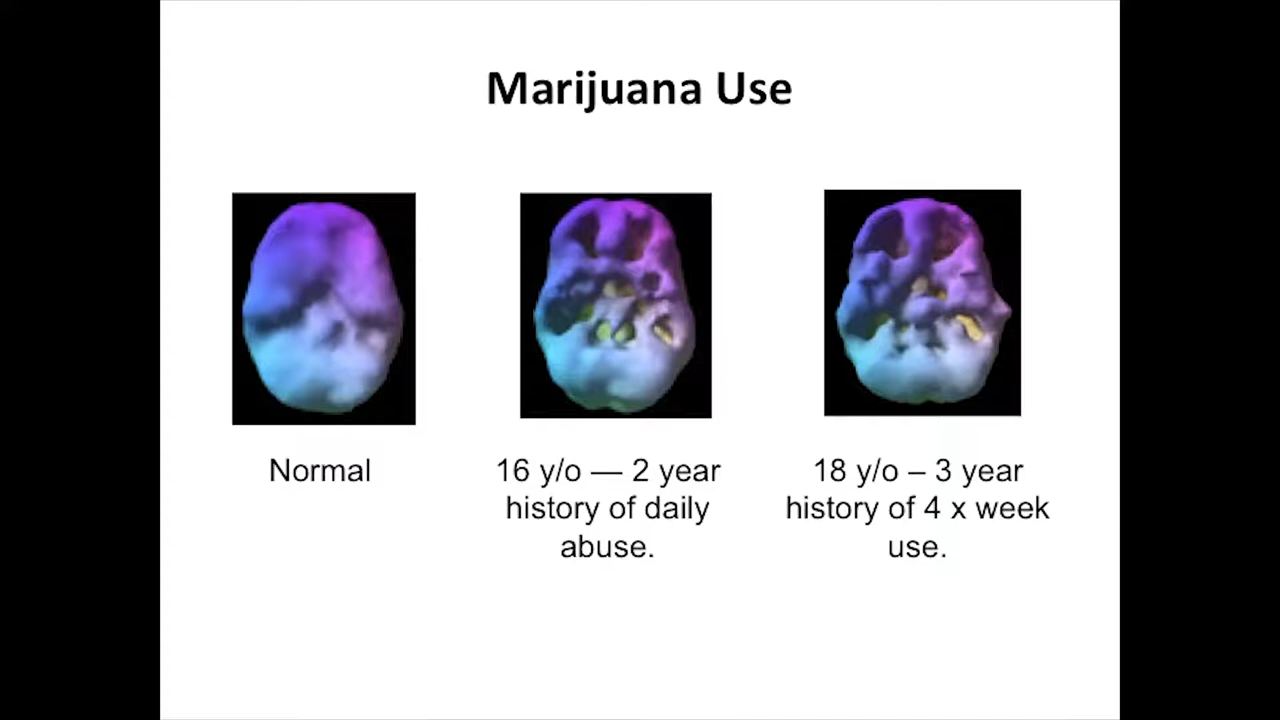 Marijuana Use
Normal
16 y/o — 2 year
history of daily
abuse.
18 y/o – 3 year
history of 4 x week
use.